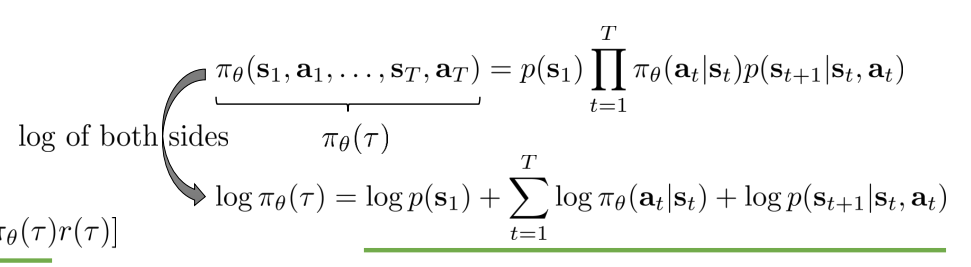 π_θ(s_1, a_1, . . . , s_T, a_T) = p(s_1) ∏_{t=1}^{T} π_θ(a_t|s_t)p(s_{t+1}|s_t, a_t)
log of both sides
π_θ(τ)
log π_θ(τ) = log p(s_1) + ∑_{t=1}^{T} log π_θ(a_t|s_t) + log p(s_{t+1}|s_t, a_t)
π_θ(τ)r(τ)]